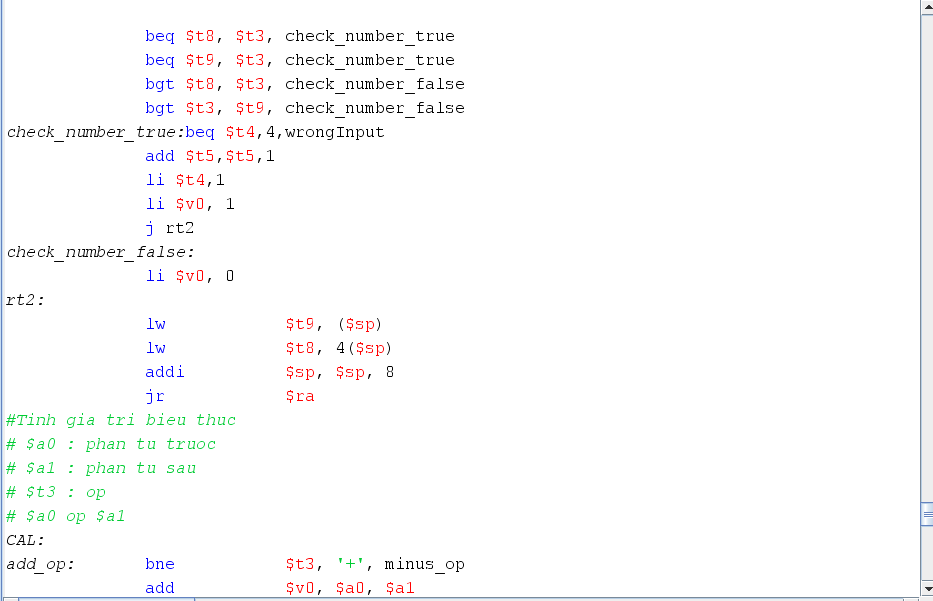 beq $t8, $t3, check_number_true
beq $t9, $t3, check_number_true
bgt $t8, $t3, check_number_false
bgt $t3, $t9, check_number_false
check_number_true:beq $t4,4,wrongInput
add $t5,$t5,1
li $t4,1
li $v0, 1
j rt2
check_number_false:
li $v0, 0
rt2:
lw $t9, ($sp)
lw $t8, 4($sp)
addi $sp, $sp, 8
jr $ra
#Tinh gia tri bieu thuc
# $a0 : phan tu truoc
# $a1 : phan tu sau
# $t3 : op
# $a0 op $a1
CAL:
add_op: bne $t3, '+', minus_op
add $v0, $a0, $a1